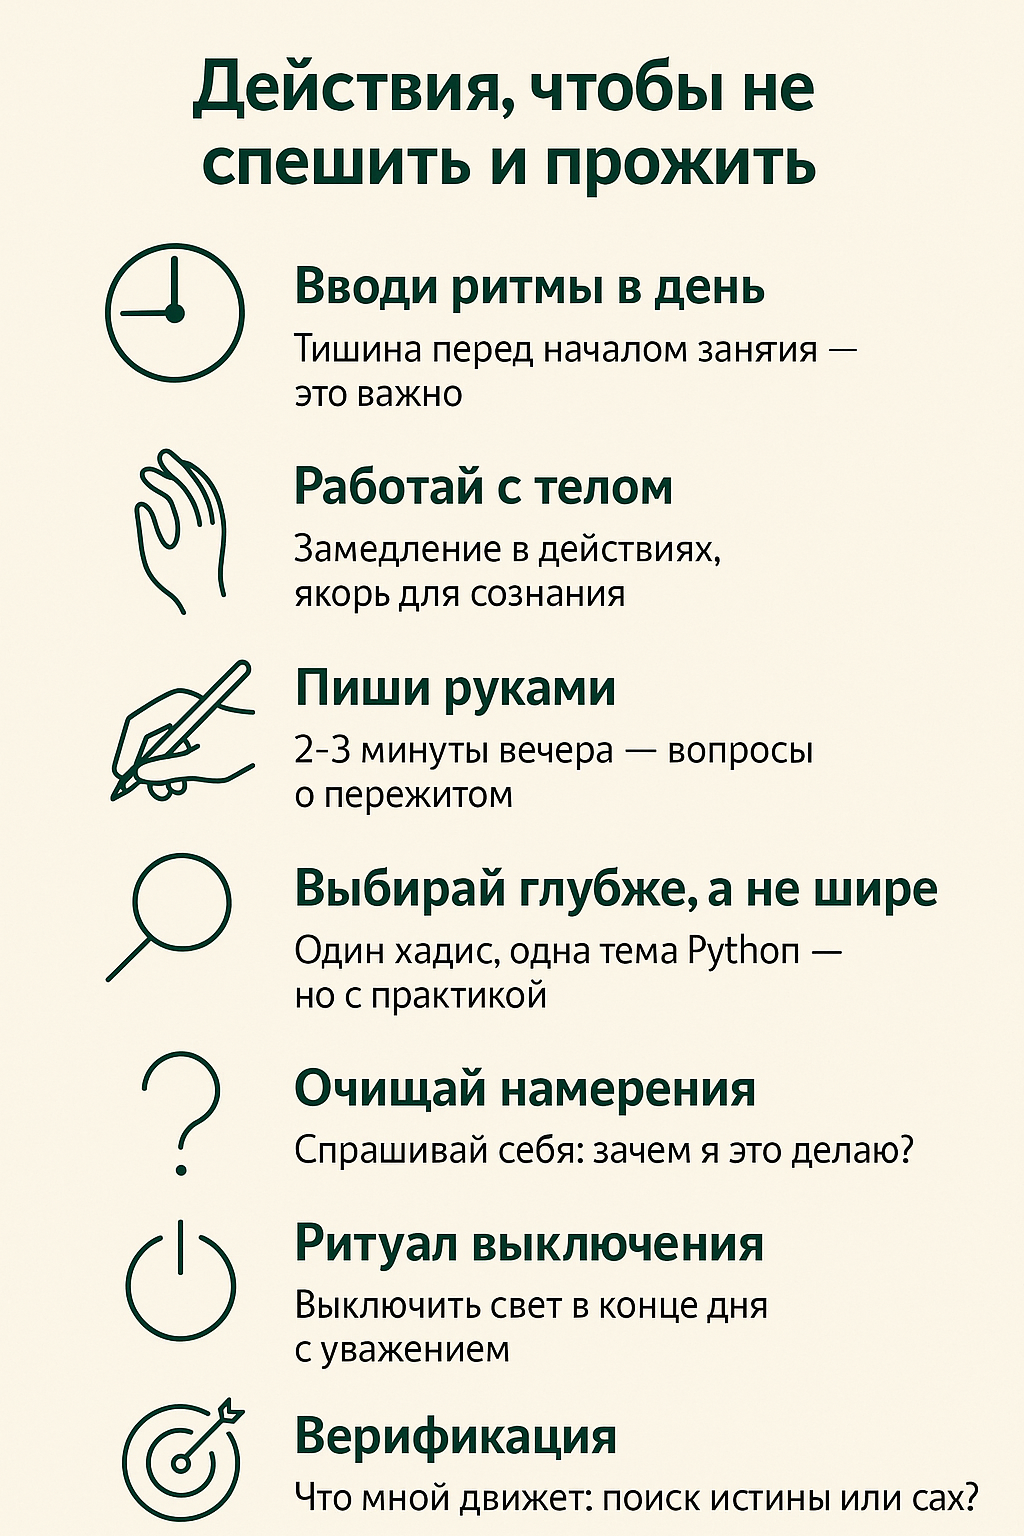 Действия, чтобы не
спешить и прожить
Вводи ритмы в день
Тишина перед началом занятия —
это важно
Работай с телом
Замедление в действиях,
якорь для сознания
Пиши руками
2-3 минуты вечера — вопросы
о пережитом
Выбирай глубже, а не шире
Один хадис, одна тема Python —
но с практикой
Очищай намерения
Спрашивай себя: зачем я это делаю?
Ритуал выключения
Выключить свет в конце дня
с уважением
Верификация
Что мной движет: поиск истины или сах?